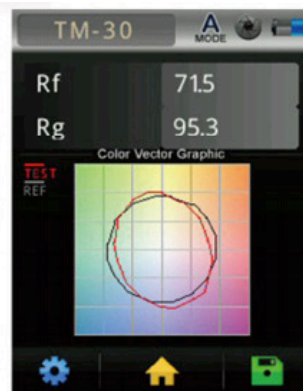 TM-30 A MODE
Rf 71.5
Rg 95.3
Color Vector Graphic
TEST
REF